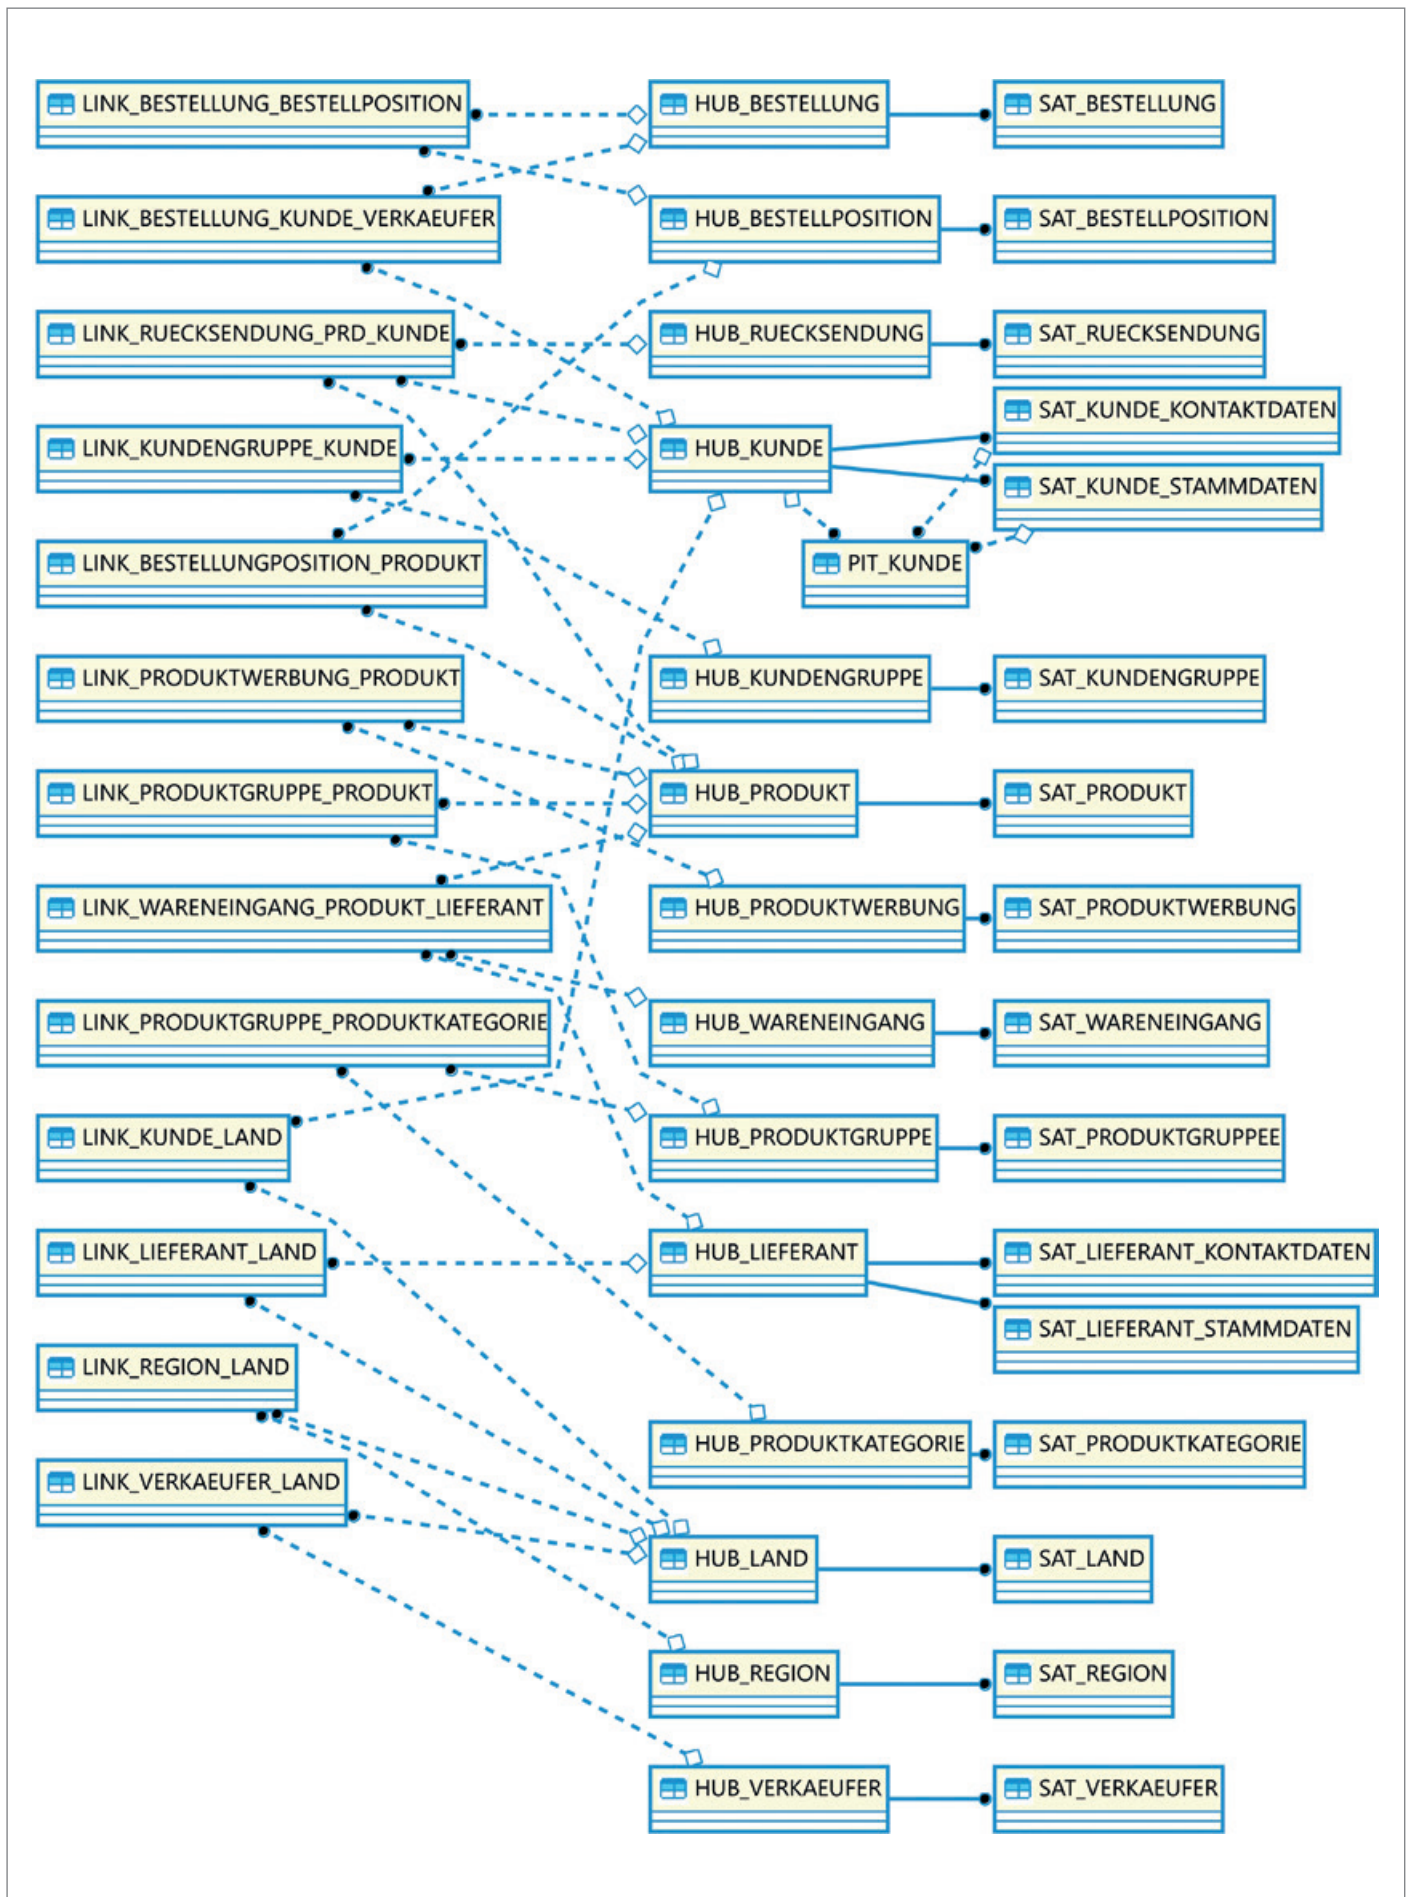 LINK_BESTELLUNG_BESTELLPOSITION
HUB_BESTELLUNG
SAT_BESTELLUNG
LINK_BESTELLUNG_KUNDE_VERKAEUFER
HUB_BESTELLPOSITION
SAT_BESTELLPOSITION
LINK_RUECKSENDUNG_PRD_KUNDE
HUB_RUECKSENDUNG
SAT_RUECKSENDUNG
SAT_KUNDE_KONTAKTDATEN
LINK_KUNDENGRUPPE_KUNDE
HUB_KUNDE
SAT_KUNDE_STAMMDATEN
LINK_BESTELLUNGPOSITION_PRODUKT
PIT_KUNDE
LINK_PRODUKTWERBUNG_PRODUKT
HUB_KUNDENGRUPPE
SAT_KUNDENGRUPPE
LINK_PRODUKTGRUPPE_PRODUKT
HUB_PRODUKT
SAT_PRODUKT
LINK_WARENEINGANG_PRODUKT_LIEFERANT
HUB_PRODUKTWERBUNG
SAT_PRODUKTWERBUNG
LINK_PRODUKTGRUPPE_PRODUKTKATEGORIE
HUB_WARENEINGANG
SAT_WARENEINGANG
LINK_KUNDE_LAND
HUB_PRODUKTGRUPPE
SAT_PRODUKTGRUPPEE
LINK_LIEFERANT_LAND
HUB_LIEFERANT
SAT_LIEFERANT_KONTAKTDATEN
SAT_LIEFERANT_STAMMDATEN
LINK_REGION_LAND
HUB_PRODUKTKATEGORIE
SAT_PRODUKTKATEGORIE
LINK_VERKAEUFER_LAND
HUB_LAND
SAT_LAND
HUB_REGION
SAT_REGION
HUB_VERKAEUFER
SAT_VERKAEUFER